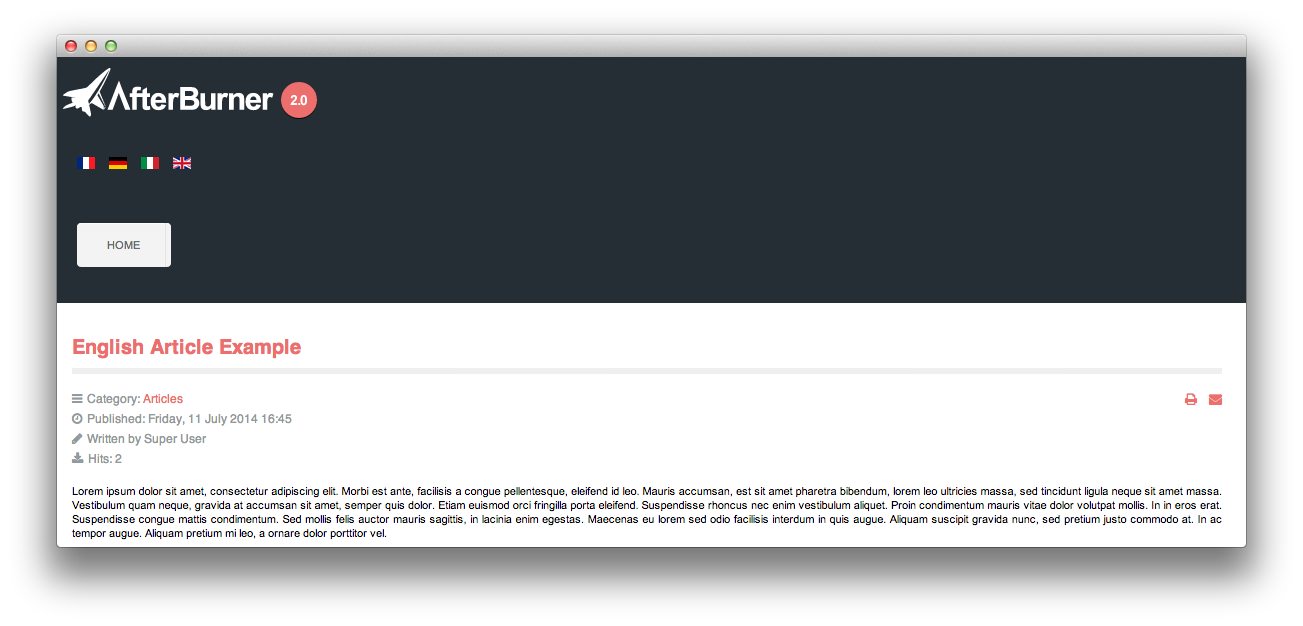 AfterBurner 2.0
HOME
English Article Example
Category: Articles
Published: Friday, 11 July 2014 16:45
Written by Super User
Hits: 2
Lorem ipsum dolor sit amet, consectetur adipiscing elit. Morbi est ante, facilisis a congue pellentesque, eleifend id leo. Mauris accumsan, est sit amet pharetra bibendum, lorem leo ultricies massa, sed tincidunt ligula neque sit amet massa.
Vestibulum quam neque, gravida at accumsan sit amet, semper quis dolor. Etiam euismod orci fringilla porta eleifend. Suspendisse rhoncus nec enim vestibulum aliquet. Proin condimentum mauris vitae dolor volutpat mollis. In in eros erat.
Suspendisse congue mattis condimentum. Sed mollis felis auctor mauris sagittis, in lacinia enim egestas. Maecenas eu lorem sed odio facilisis interdum in quis augue. Aliquam suscipit gravida nunc, sed pretium justo commodo at. In ac
tempor augue. Aliquam pretium mi leo, a ornare dolor porttitor vel.